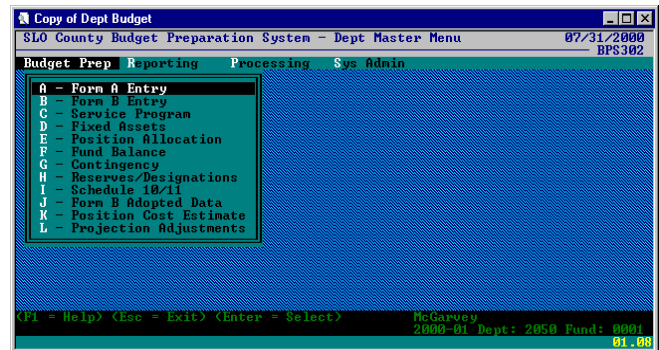 Copy of Dept Budget
SLO County Budget Preparation System - Dept Master Menu 07/31/2000
BPS302
Budget Prep Reporting Processing Sys Admin
A - Form A Entry
B - Form B Entry
C - Service Program
D - Fixed Assets
E - Position Allocation
F - Fund Balance
G - Contingency
H - Reserves/Designations
I - Schedule 10/11
J - Form B Adopted Data
K - Position Cost Estimate
L - Projection Adjustments
(F1 = Help) (Esc = Exit) (Enter = Select) McGarvey
2000-01 Dept: 2050 Fund: 0001
01.08